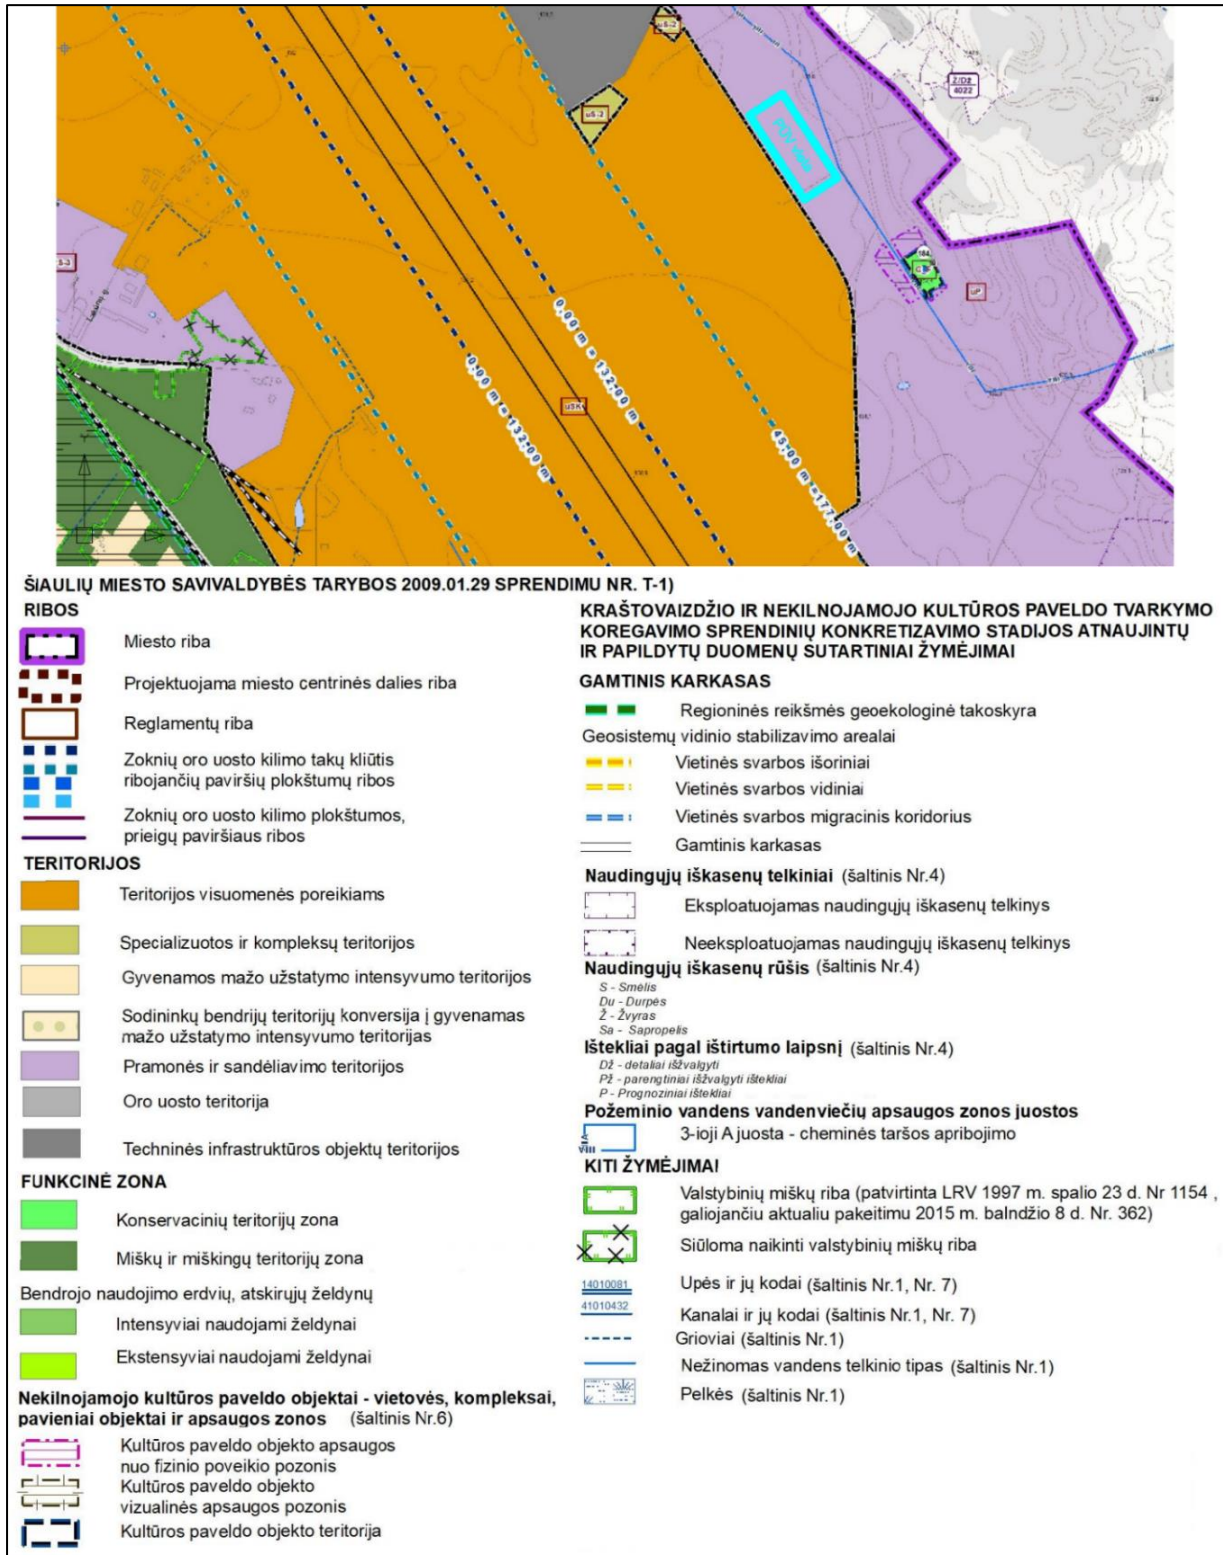 uS-2
Ž/Dž
4022
uS-2
PŪV vieta
S-3
184
uP
0,00 m = 132,00 m
0,00 m = 132,00 m
uSK
45,00 m = 177,00 m
ŠIAULIŲ MIESTO SAVIVALDYBĖS TARYBOS 2009.01.29 SPRENDIMU NR. T-1)
RIBOS
Miesto riba
Projektuojama miesto centrinės dalies riba
Reglamentų riba
Zoknių oro uosto kilimo takų kliūtis
ribojančių paviršių plokštumų ribos
Zoknių oro uosto kilimo plokštumos,
prieigų paviršiaus ribos
TERITORIJOS
Teritorijos visuomenės poreikiams
Specializuotos ir kompleksų teritorijos
Gyvenamos mažo užstatymo intensyvumo teritorijos
Sodininkų bendrijų teritorijų konversija į gyvenamas
mažo užstatymo intensyvumo teritorijas
Pramonės ir sandėliavimo teritorijos
Oro uosto teritorija
Techninės infrastruktūros objektų teritorijos
FUNKCINĖ ZONA
Konservacinių teritorijų zona
Miškų ir miškingų teritorijų zona
Bendrojo naudojimo erdvių, atskirųjų želdynų
Intensyviai naudojami želdynai
Ekstensyviai naudojami želdynai
Nekilnojamojo kultūros paveldo objektai - vietovės, kompleksai,
pavieniai objektai ir apsaugos zonos (šaltinis Nr.6)
Kultūros paveldo objekto apsaugos
nuo fizinio poveikio pozonis
Kultūros paveldo objekto
vizualinės apsaugos pozonis
Kultūros paveldo objekto teritorija
KRAŠTOVAIZDŽIO IR NEKILNOJAMOJO KULTŪROS PAVELDO TVARKYMO
KOREGAVIMO SPRENDINIŲ KONKRETIZAVIMO STADIJOS ATNAUJINTŲ
IR PAPILDYTŲ DUOMENŲ SUTARTINIAI ŽYMĖJIMAI
GAMTINIS KARKASAS
Regioninės reikšmės geoekologinė takoskyra
Geosistemų vidinio stabilizavimo arealai
Vietinės svarbos išoriniai
Vietinės svarbos vidiniai
Vietinės svarbos migracinis koridorius
Gamtinis karkasas
Naudingųjų iškasenų telkiniai (šaltinis Nr.4)
Eksploatuojamas naudingųjų iškasenų telkinys
Neeksploatuojamas naudingųjų iškasenų telkinys
Naudingųjų iškasenų rūšis (šaltinis Nr.4)
S - Smėlis
Du - Durpės
Ž - Žvyras
Sa - Sapropelis
Ištekliai pagal ištirtumo laipsnį (šaltinis Nr.4)
Dž - detaliai išžvalgyti
Pž - parengtiniai išžvalgyti ištekliai
P - Prognoziniai ištekliai
Požeminio vandens vandenviečių apsaugos zonos juostos
3-ioji A juosta - cheminės taršos apribojimo
KITI ŽYMĖJIMAI
Valstybinių miškų riba (patvirtinta LRV 1997 m. spalio 23 d. Nr 1154 ,
galiojančiu aktualiu pakeitimu 2015 m. balndžio 8 d. Nr. 362)
Siūloma naikinti valstybinių miškų riba
14010081 Upės ir jų kodai (šaltinis Nr.1, Nr. 7)
41010432 Kanalai ir jų kodai (šaltinis Nr.1, Nr. 7)
Grioviai (šaltinis Nr.1)
Nežinomas vandens telkinio tipas (šaltinis Nr.1)
Pelkės (šaltinis Nr.1)